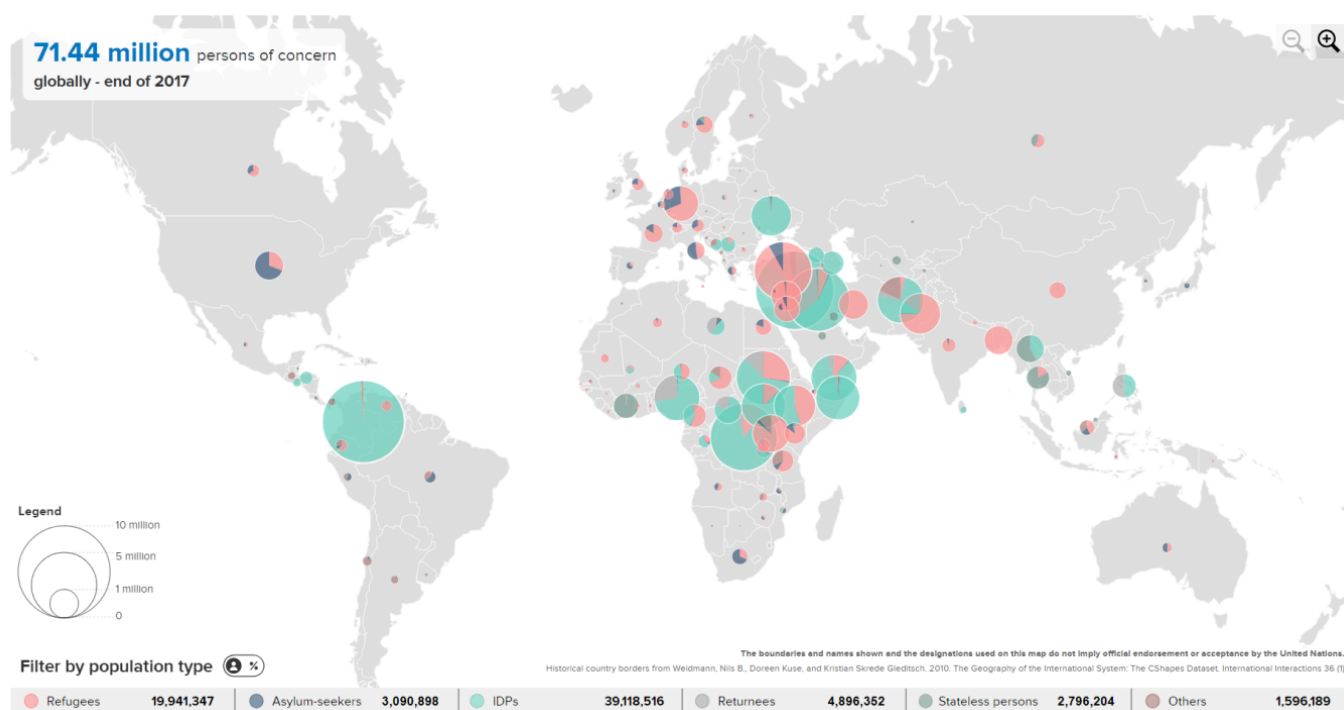 71.44 million persons of concern
globally - end of 2017
Legend
10 million
5 million
1 million
0
The boundaries and names shown and the designations used on this map do not imply official endorsement or acceptance by the United Nations.
Filter by population type %
Historical country borders from Weidmann, Nils B., Doreen Kuse, and Kristian Skrede Gleditsch. 2010. The Geography of the International System: The CShapes Dataset. International Interactions 36 (1)
Refugees 19,941,347 Asylum-seekers 3,090,898 IDPs 39,118,516 Returnees 4,896,352 Stateless persons 2,796,204 Others 1,596,189